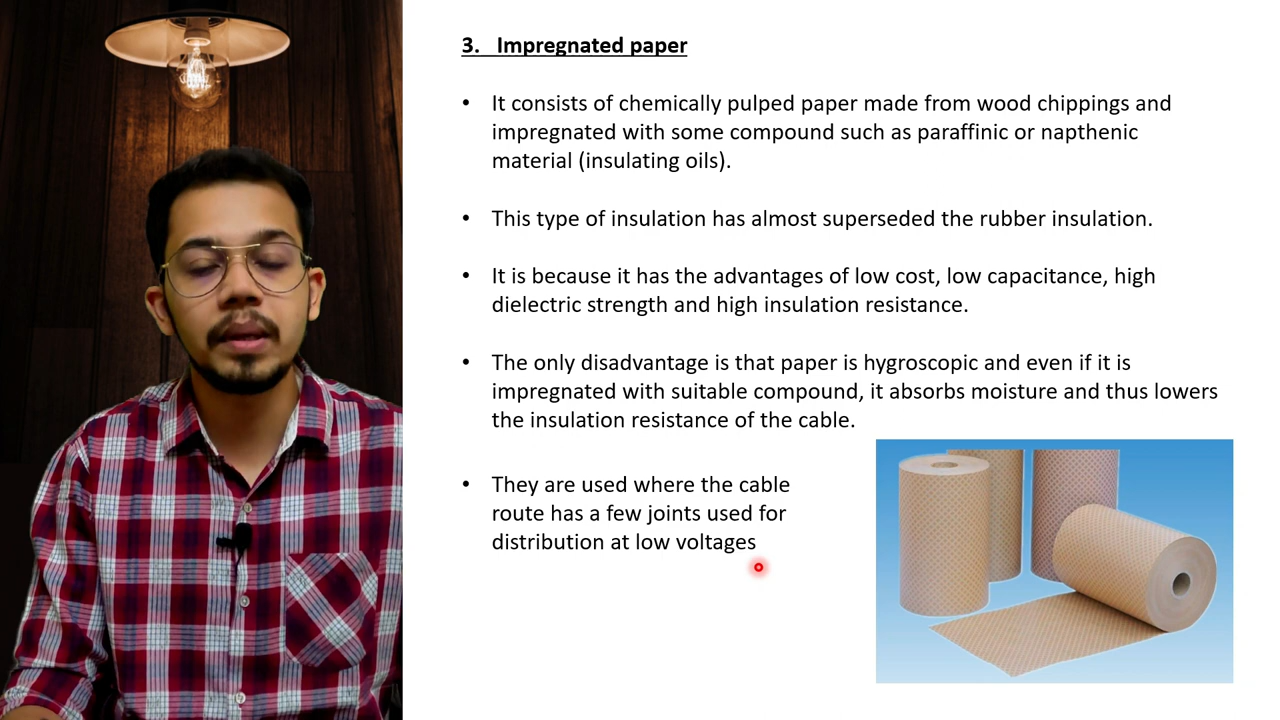 3. Impregnated paper
• It consists of chemically pulped paper made from wood chippings and
impregnated with some compound such as paraffinic or napthenic
material (insulating oils).
• This type of insulation has almost superseded the rubber insulation.
• It is because it has the advantages of low cost, low capacitance, high
dielectric strength and high insulation resistance.
• The only disadvantage is that paper is hygroscopic and even if it is
impregnated with suitable compound, it absorbs moisture and thus lowers
the insulation resistance of the cable.
• They are used where the cable
route has a few joints used for
distribution at low voltages